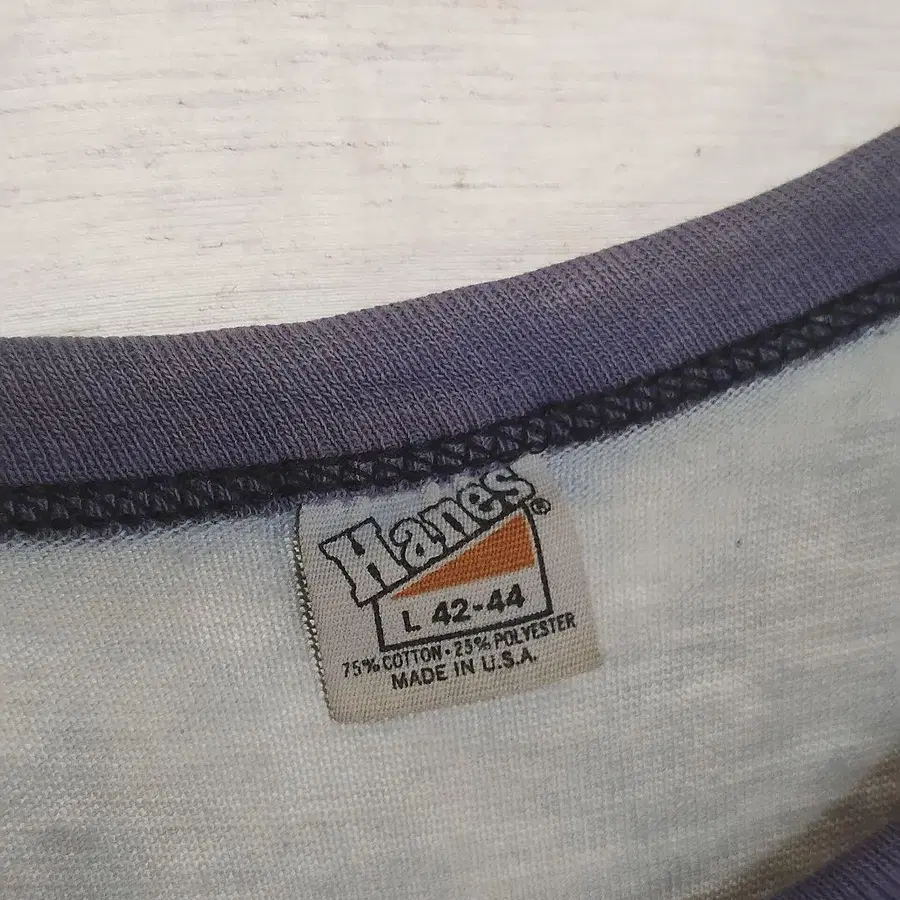 Hanes®
L 42-44
75% COTTON • 25% POLYESTER
MADE IN U.S.A.